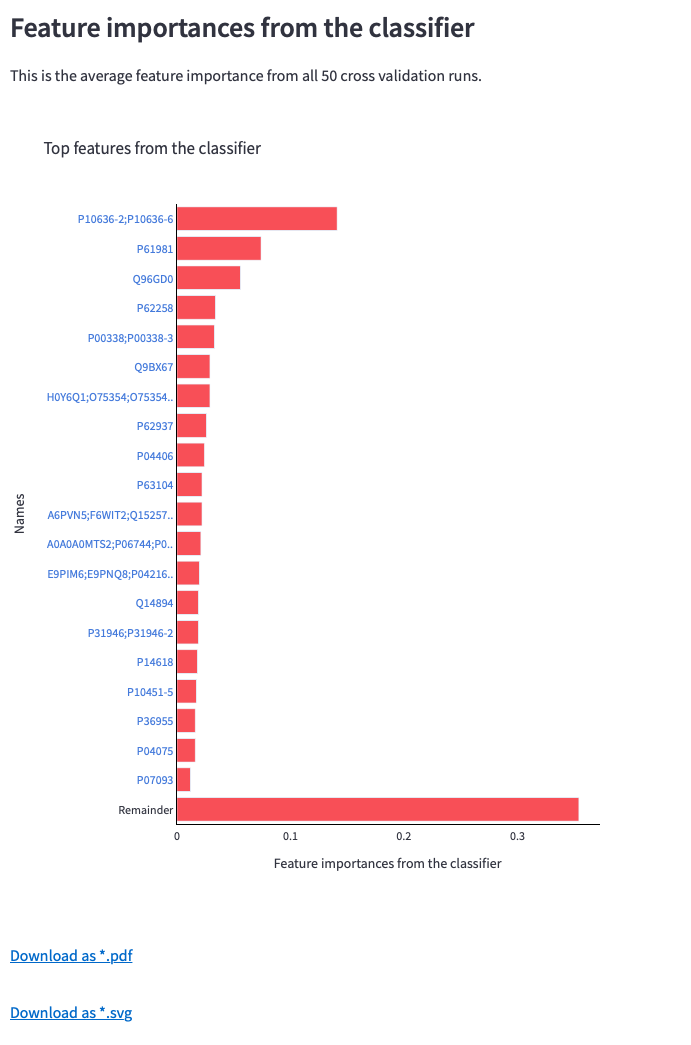 Feature importances from the classifier
This is the average feature importance from all 50 cross validation runs.
Top features from the classifier
P10636-2;P10636-6
P61981
Q96GD0
P62258
P00338;P00338-3
Q9BX67
H0Y6Q1;O75354;O75354..
P62937
P04406
P63104
A6PVN5;F6WIT2;Q15257..
A0A0A0MTS2;P06744;P0..
E9PIM6;E9PNQ8;P04216..
Q14894
P31946;P31946-2
P14618
P10451-5
P36955
P04075
P07093
Remainder
Names
0 0.1 0.2 0.3
Feature importances from the classifier
Download as *.pdf
Download as *.svg